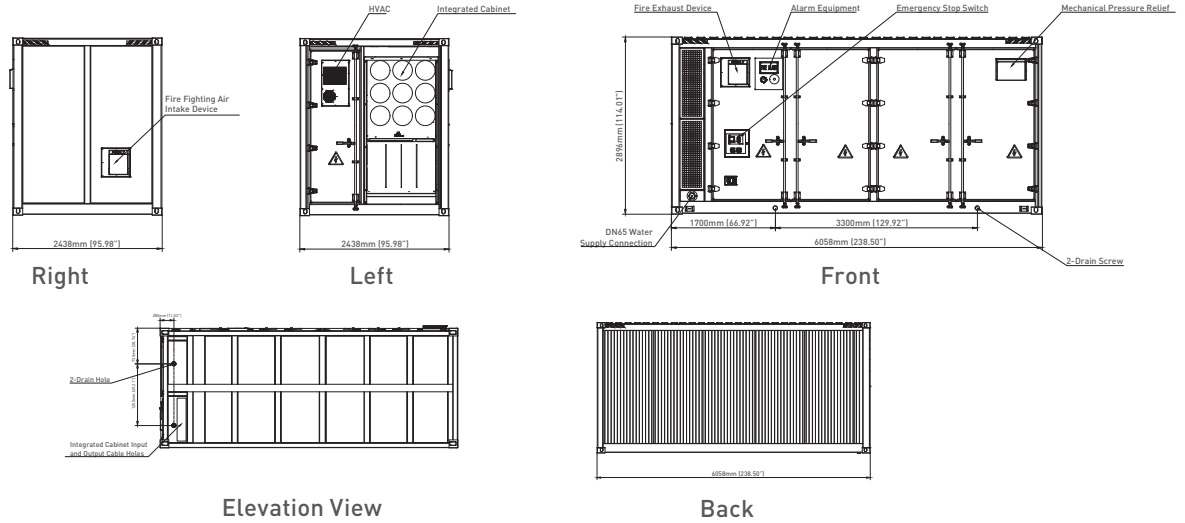 HVAC
Integrated Cabinet
Fire Exhaust Device
Alarm Equipment
Emergency Stop Switch
Mechanical Pressure Relief
Fire Fighting Air
Intake Device
2896mm (114.01")
2438mm (95.98")
2438mm (95.98")
1700mm (66.92")
3300mm (129.92")
DN65 Water
Supply Connection
6058mm (238.50")
2-Drain Screw
Right
Left
Front
2-Drain Hole
Integrated Cabinet Input
and Output Cable Holes
6058mm (238.50")
Elevation View
Back